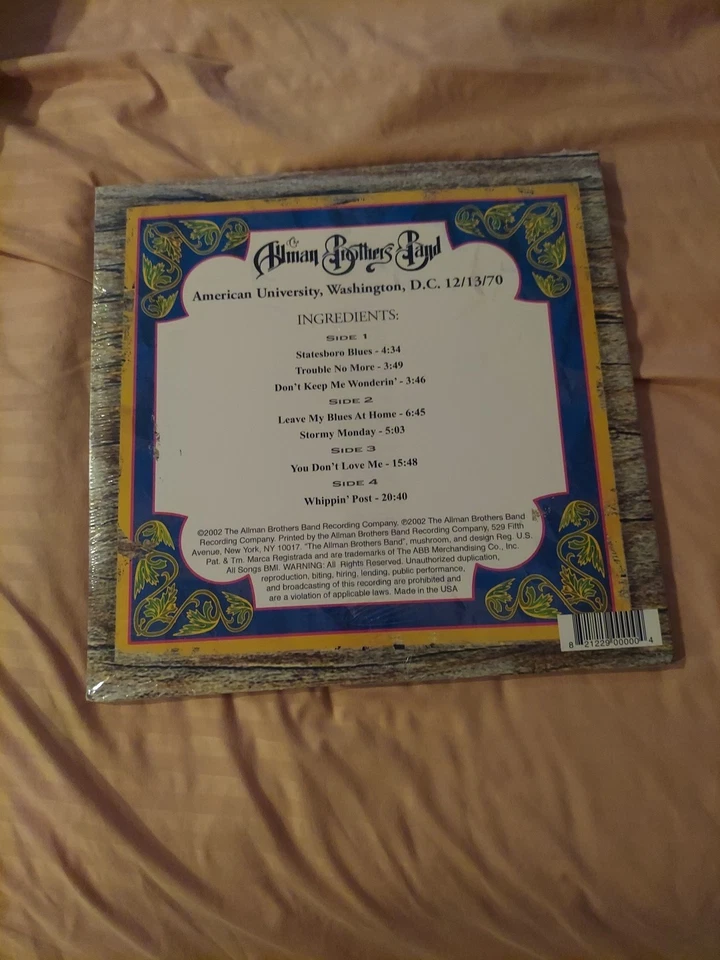 The Allman Brothers Band
American University, Washington, D.C. 12/13/70
INGREDIENTS:
SIDE 1
Statesboro Blues - 4:34
Trouble No More - 3:49
Don't Keep Me Wonderin' - 3:46
SIDE 2
Leave My Blues At Home - 6:45
Stormy Monday - 5:03
SIDE 3
You Don't Love Me - 15:48
SIDE 4
Whippin' Post - 20:40
©2002 The Allman Brothers Band Recording Company. ℗2002 The Allman Brothers Band
Recording Company. Printed by the Allman Brothers Band Recording Company, 529 Fifth
Avenue, New York, NY 10017. "The Allman Brothers Band", mushroom, and design Reg. U.S.
Pat. & Tm. Marca Registrada and are trademarks of The ABB Merchandising Co., Inc.
All Songs BMI. WARNING: All Rights Reserved. Unauthorized duplication,
reproduction, biting, hiring, lending, public performance,
and broadcasting of this recording are prohibited and
are a violation of applicable laws. Made in the USA
8 21229 00000 4